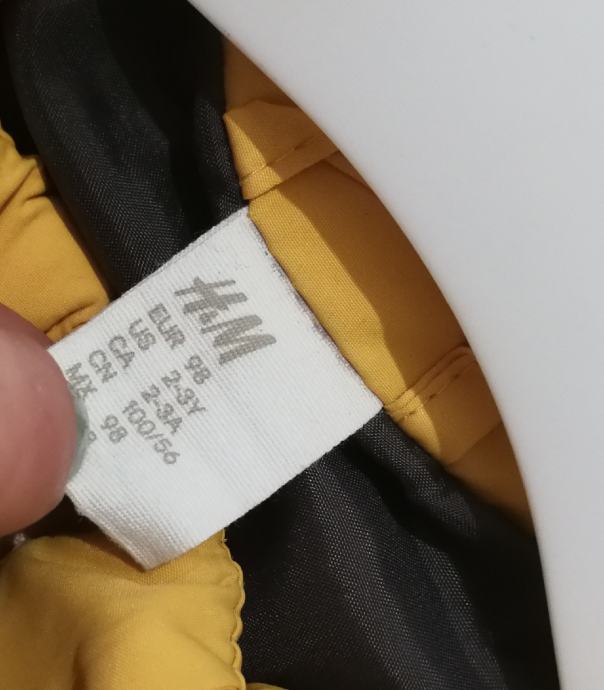 H&M
EUR 98
US 2-3Y
CA 2-3A
CN 100/56
MX 98